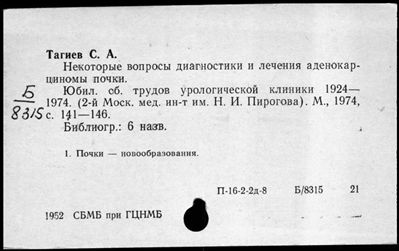 Тагиев С. А.
Некоторые вопросы диагностики и лечения аденокар-
циномы почки.
Юбил. сб. трудов урологической клиники 1924—
1974. (2-й Моск. мед. ин-т им. Н. И. Пирогова). М., 1974,
с. 141—146.
Библиогр.: 6 назв.
Б
8315
1. Почки — новообразования.
П-16-2-2д-8 Б/8315 21
1952 СБМБ при ГЦНМБ